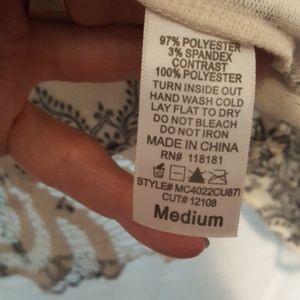 97% POLYESTER
3% SPANDEX
CONTRAST
100% POLYESTER
TURN INSIDE OUT
HAND WASH COLD
LAY FLAT TO DRY
DO NOT BLEACH
DO NOT IRON
MADE IN CHINA
RN# 118181
STYLE# MC4022CU87I
CUT# 12108
Medium